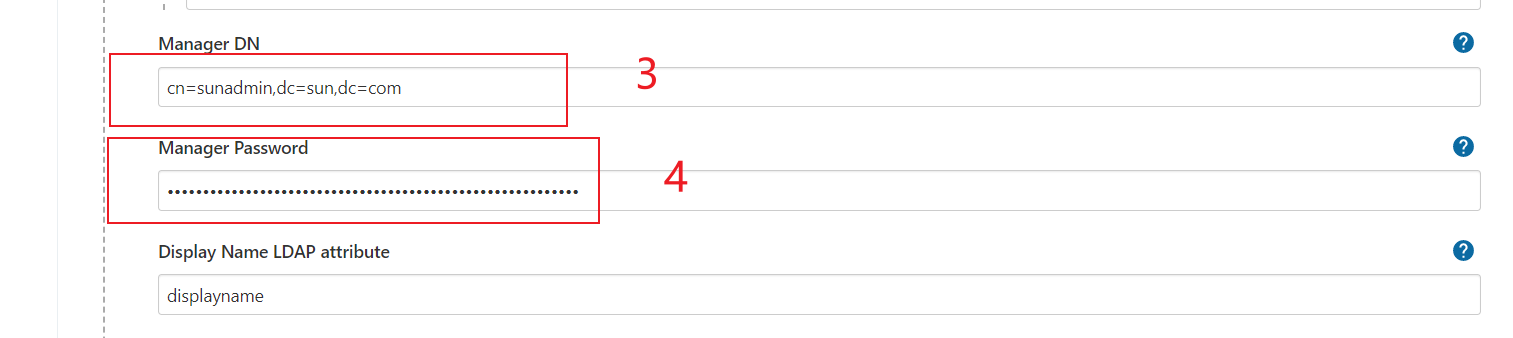 Manager DN
?
cn=sunadmin,dc=sun,dc=com
3
Manager Password
?
••••••••••••••••••••••••••••••••••••••••••••••••••••••••••
4
Display Name LDAP attribute
?
displayname